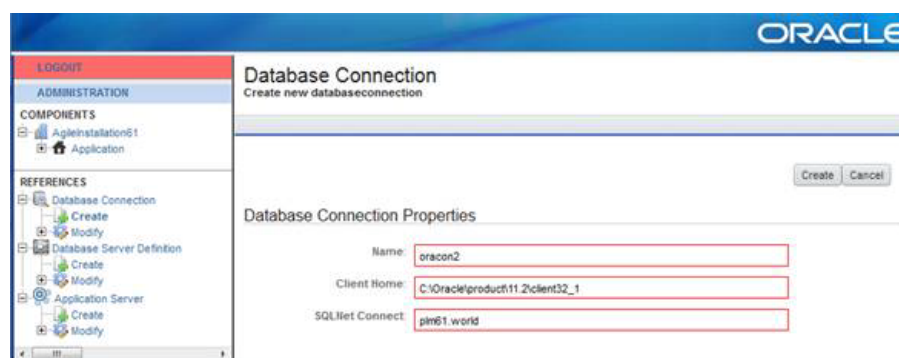 ORACLE
LOGOUT
ADMINISTRATION
COMPONENTS
AgileInstallation61
Application
REFERENCES
Database Connection
Create
Modify
Database Server Definition
Create
Modify
Application Server
Create
Modify
Database Connection
Create new databaseconnection
Create Cancel
Database Connection Properties
Name: oracon2
Client Home: C:\Oracle\product\11.2\client32_1
SQLNet Connect: plm61.world